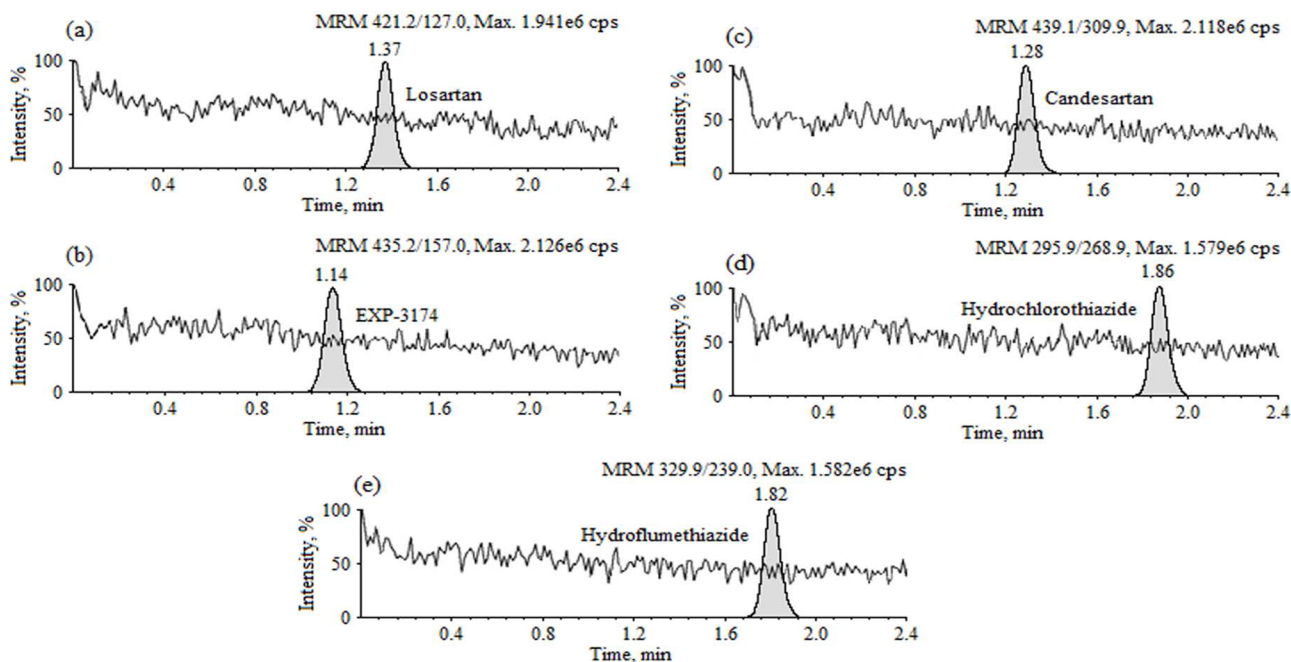 (a)
MRM 421.2/127.0, Max. 1.941e6 cps
1.37
100
50
0
Intensity, %
Losartan
0.4 0.8 1.2 1.6 2.0 2.4
Time, min
(b)
MRM 435.2/157.0, Max. 2.126e6 cps
1.14
100
50
0
Intensity, %
EXP-3174
0.4 0.8 1.2 1.6 2.0 2.4
Time, min
(c)
MRM 439.1/309.9, Max. 2.118e6 cps
1.28
100
50
0
Intensity, %
Candesartan
0.4 0.8 1.2 1.6 2.0 2.4
Time, min
(d)
MRM 295.9/268.9, Max. 1.579e6 cps
1.86
100
50
0
Intensity, %
Hydrochlorothiazide
0.4 0.8 1.2 1.6 2.0 2.4
Time, min
(e)
MRM 329.9/239.0, Max. 1.582e6 cps
1.82
100
50
0
Intensity, %
Hydroflumethiazide
0.4 0.8 1.2 1.6 2.0 2.4
Time, min